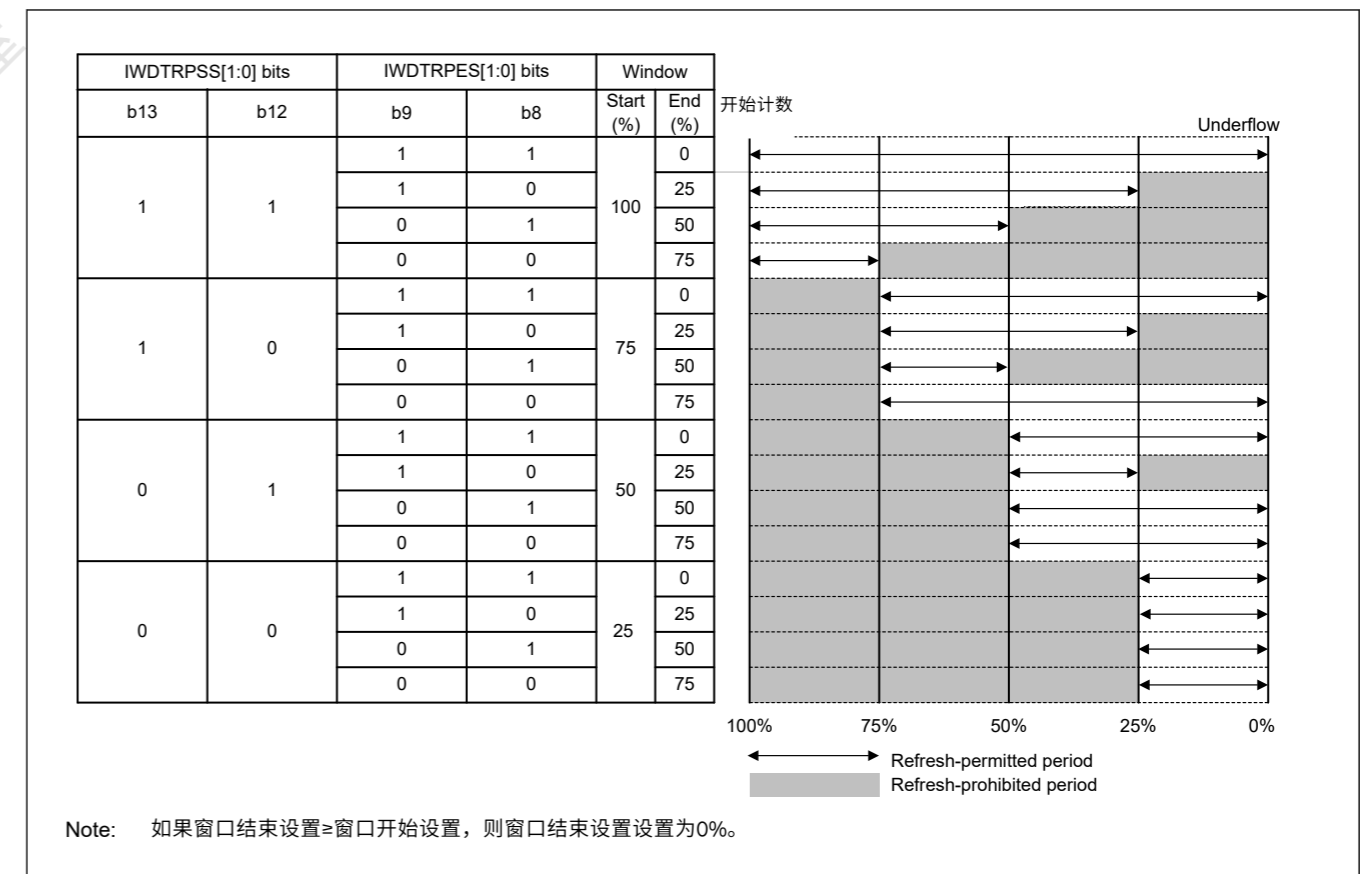 IWDTRPSS[1:0] bits IWDTRPES[1:0] bits Window
b13 b12 b9 b8 Start (%) End (%) 开始计数
Underflow
1 1 0
1 0 25
1 1 100
0 1 50
0 0 75
1 1 0
1 0 25
1 0 75
0 1 50
0 0 75
1 1 0
1 0 25
0 1 50
0 1 50
0 0 75
1 1 0
1 0 25
0 0 25
0 1 50
0 0 75
100% 75% 50% 25% 0%
Refresh-permitted period
Refresh-prohibited period
Note: 如果窗口结束设置≥窗口开始设置，则窗口结束设置设置为0%。